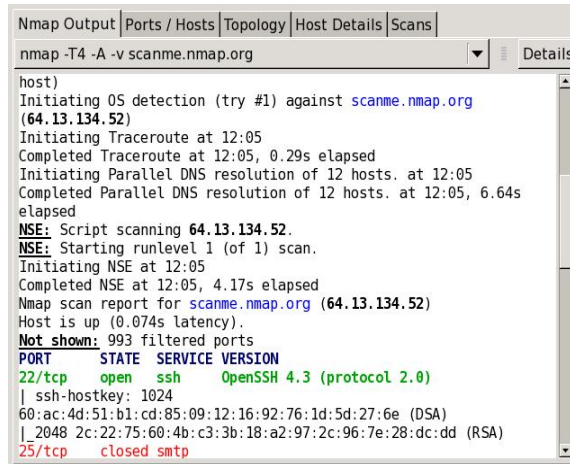 Nmap Output Ports / Hosts Topology Host Details Scans
nmap -T4 -A -v scanme.nmap.org Details
host)
Initiating OS detection (try #1) against scanme.nmap.org
(64.13.134.52)
Initiating Traceroute at 12:05
Completed Traceroute at 12:05, 0.29s elapsed
Initiating Parallel DNS resolution of 12 hosts. at 12:05
Completed Parallel DNS resolution of 12 hosts. at 12:05, 6.64s
elapsed
NSE: Script scanning 64.13.134.52.
NSE: Starting runlevel 1 (of 1) scan.
Initiating NSE at 12:05
Completed NSE at 12:05, 4.17s elapsed
Nmap scan report for scanme.nmap.org (64.13.134.52)
Host is up (0.074s latency).
Not shown: 993 filtered ports
PORT STATE SERVICE VERSION
22/tcp open ssh OpenSSH 4.3 (protocol 2.0)
| ssh-hostkey: 1024
60:ac:4d:51:b1:cd:85:09:12:16:92:76:1d:5d:27:6e (DSA)
|_2048 2c:22:75:60:4b:c3:3b:18:a2:97:2c:96:7e:28:dc:dd (RSA)
25/tcp closed smtp